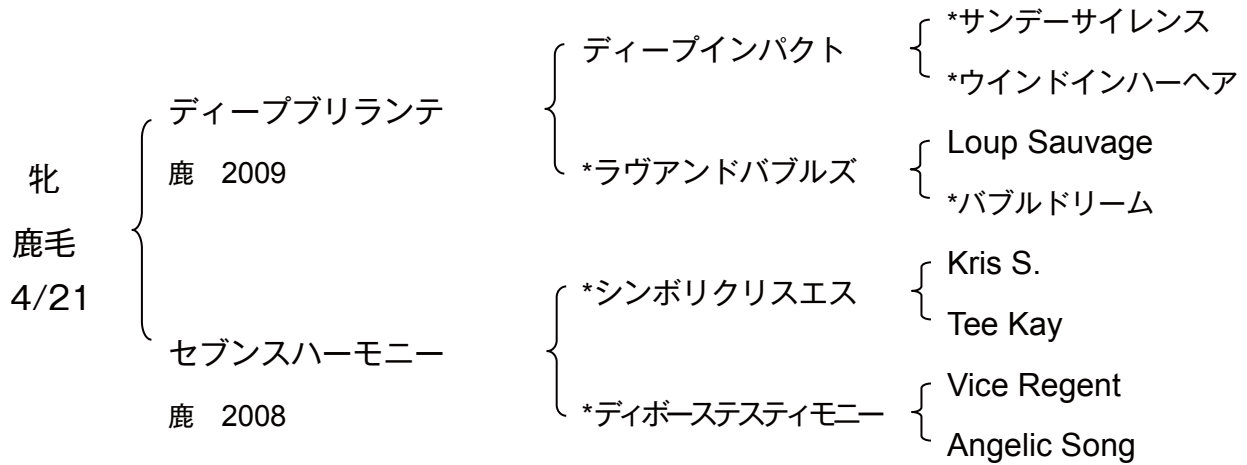 牝
鹿毛
4/21
ディープブリランテ
鹿　2009
セブンスハーモニー
鹿　2008
ディープインパクト
*ラヴアンドバブルズ
*シンボリクリスエス
*ディボーステスティモニー
*サンデーサイレンス
*ウインドインハーヘア
Loup Sauvage
*バブルドリーム
Kris S.
Tee Kay
Vice Regent
Angelic Song